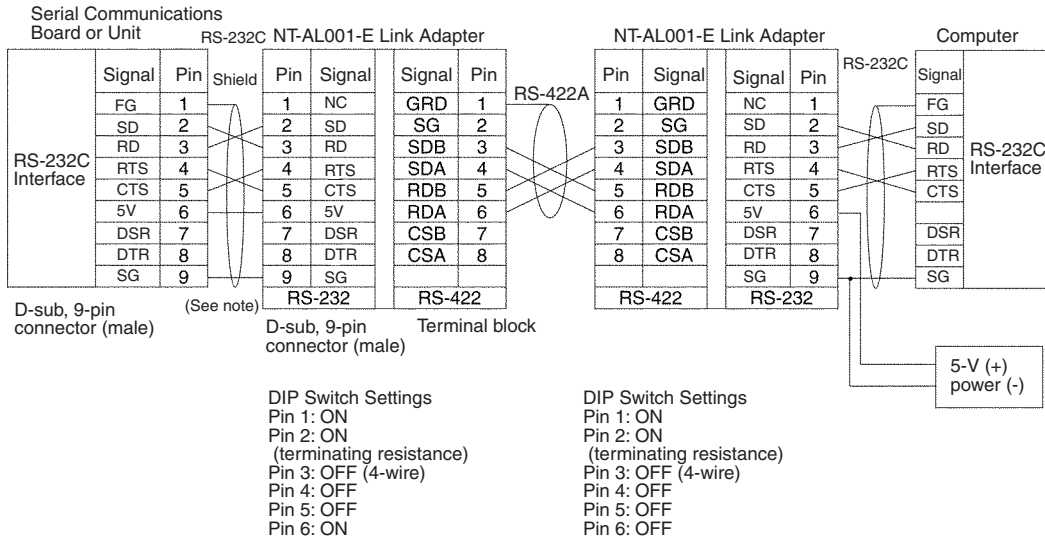 Serial Communications
Board or Unit
RS-232C
NT-AL001-E Link Adapter
NT-AL001-E Link Adapter
Computer
Signal Pin
Shield
Pin Signal
Signal Pin
RS-422A
Pin Signal
Signal Pin
RS-232C
Signal
RS-232C
Interface
FG 1
SD 2
RD 3
RTS 4
CTS 5
5V 6
DSR 7
DTR 8
SG 9
1 NC
2 SD
3 RD
4 RTS
5 CTS
6 5V
7 DSR
8 DTR
9 SG
RS-232
GRD 1
SG 2
SDB 3
SDA 4
RDB 5
RDA 6
CSB 7
CSA 8
RS-422
1 GRD
2 SG
3 SDB
4 SDA
5 RDB
6 RDA
7 CSB
8 CSA
RS-422
NC 1
SD 2
RD 3
RTS 4
CTS 5
5V 6
DSR 7
DTR 8
SG 9
RS-232
FG
SD
RD
RTS
CTS
DSR
DTR
SG
RS-232C
Interface
D-sub, 9-pin
connector (male)
(See note)
D-sub, 9-pin
connector (male)
Terminal block
5-V (+)
power (-)
DIP Switch Settings
Pin 1: ON
Pin 2: ON
(terminating resistance)
Pin 3: OFF (4-wire)
Pin 4: OFF
Pin 5: OFF
Pin 6: ON
DIP Switch Settings
Pin 1: ON
Pin 2: ON
(terminating resistance)
Pin 3: OFF (4-wire)
Pin 4: OFF
Pin 5: OFF
Pin 6: OFF